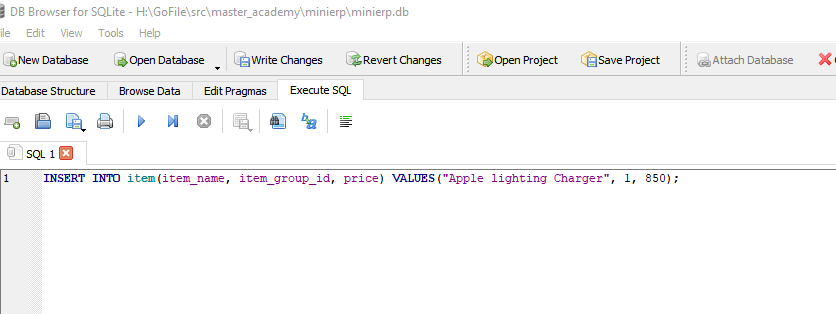 DB Browser for SQLite - H:\GoFile\src\master_academy\minierp\minierp.db
ile Edit View Tools Help
New Database Open Database Write Changes Revert Changes Open Project Save Project Attach Database
Database Structure Browse Data Edit Pragmas Execute SQL
SQL 1
1 INSERT INTO item(item_name, item_group_id, price) VALUES("Apple lighting Charger", 1, 850);